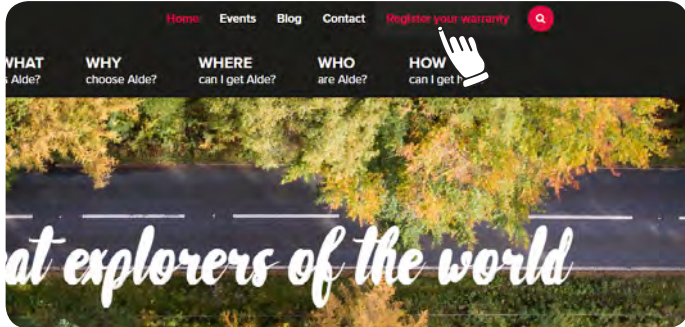 Home Events Blog Contact Register your warranty
WHAT WHY WHERE WHO HOW
Alde? choose Alde? can I get Alde? are Alde? can I get
explorers of the world